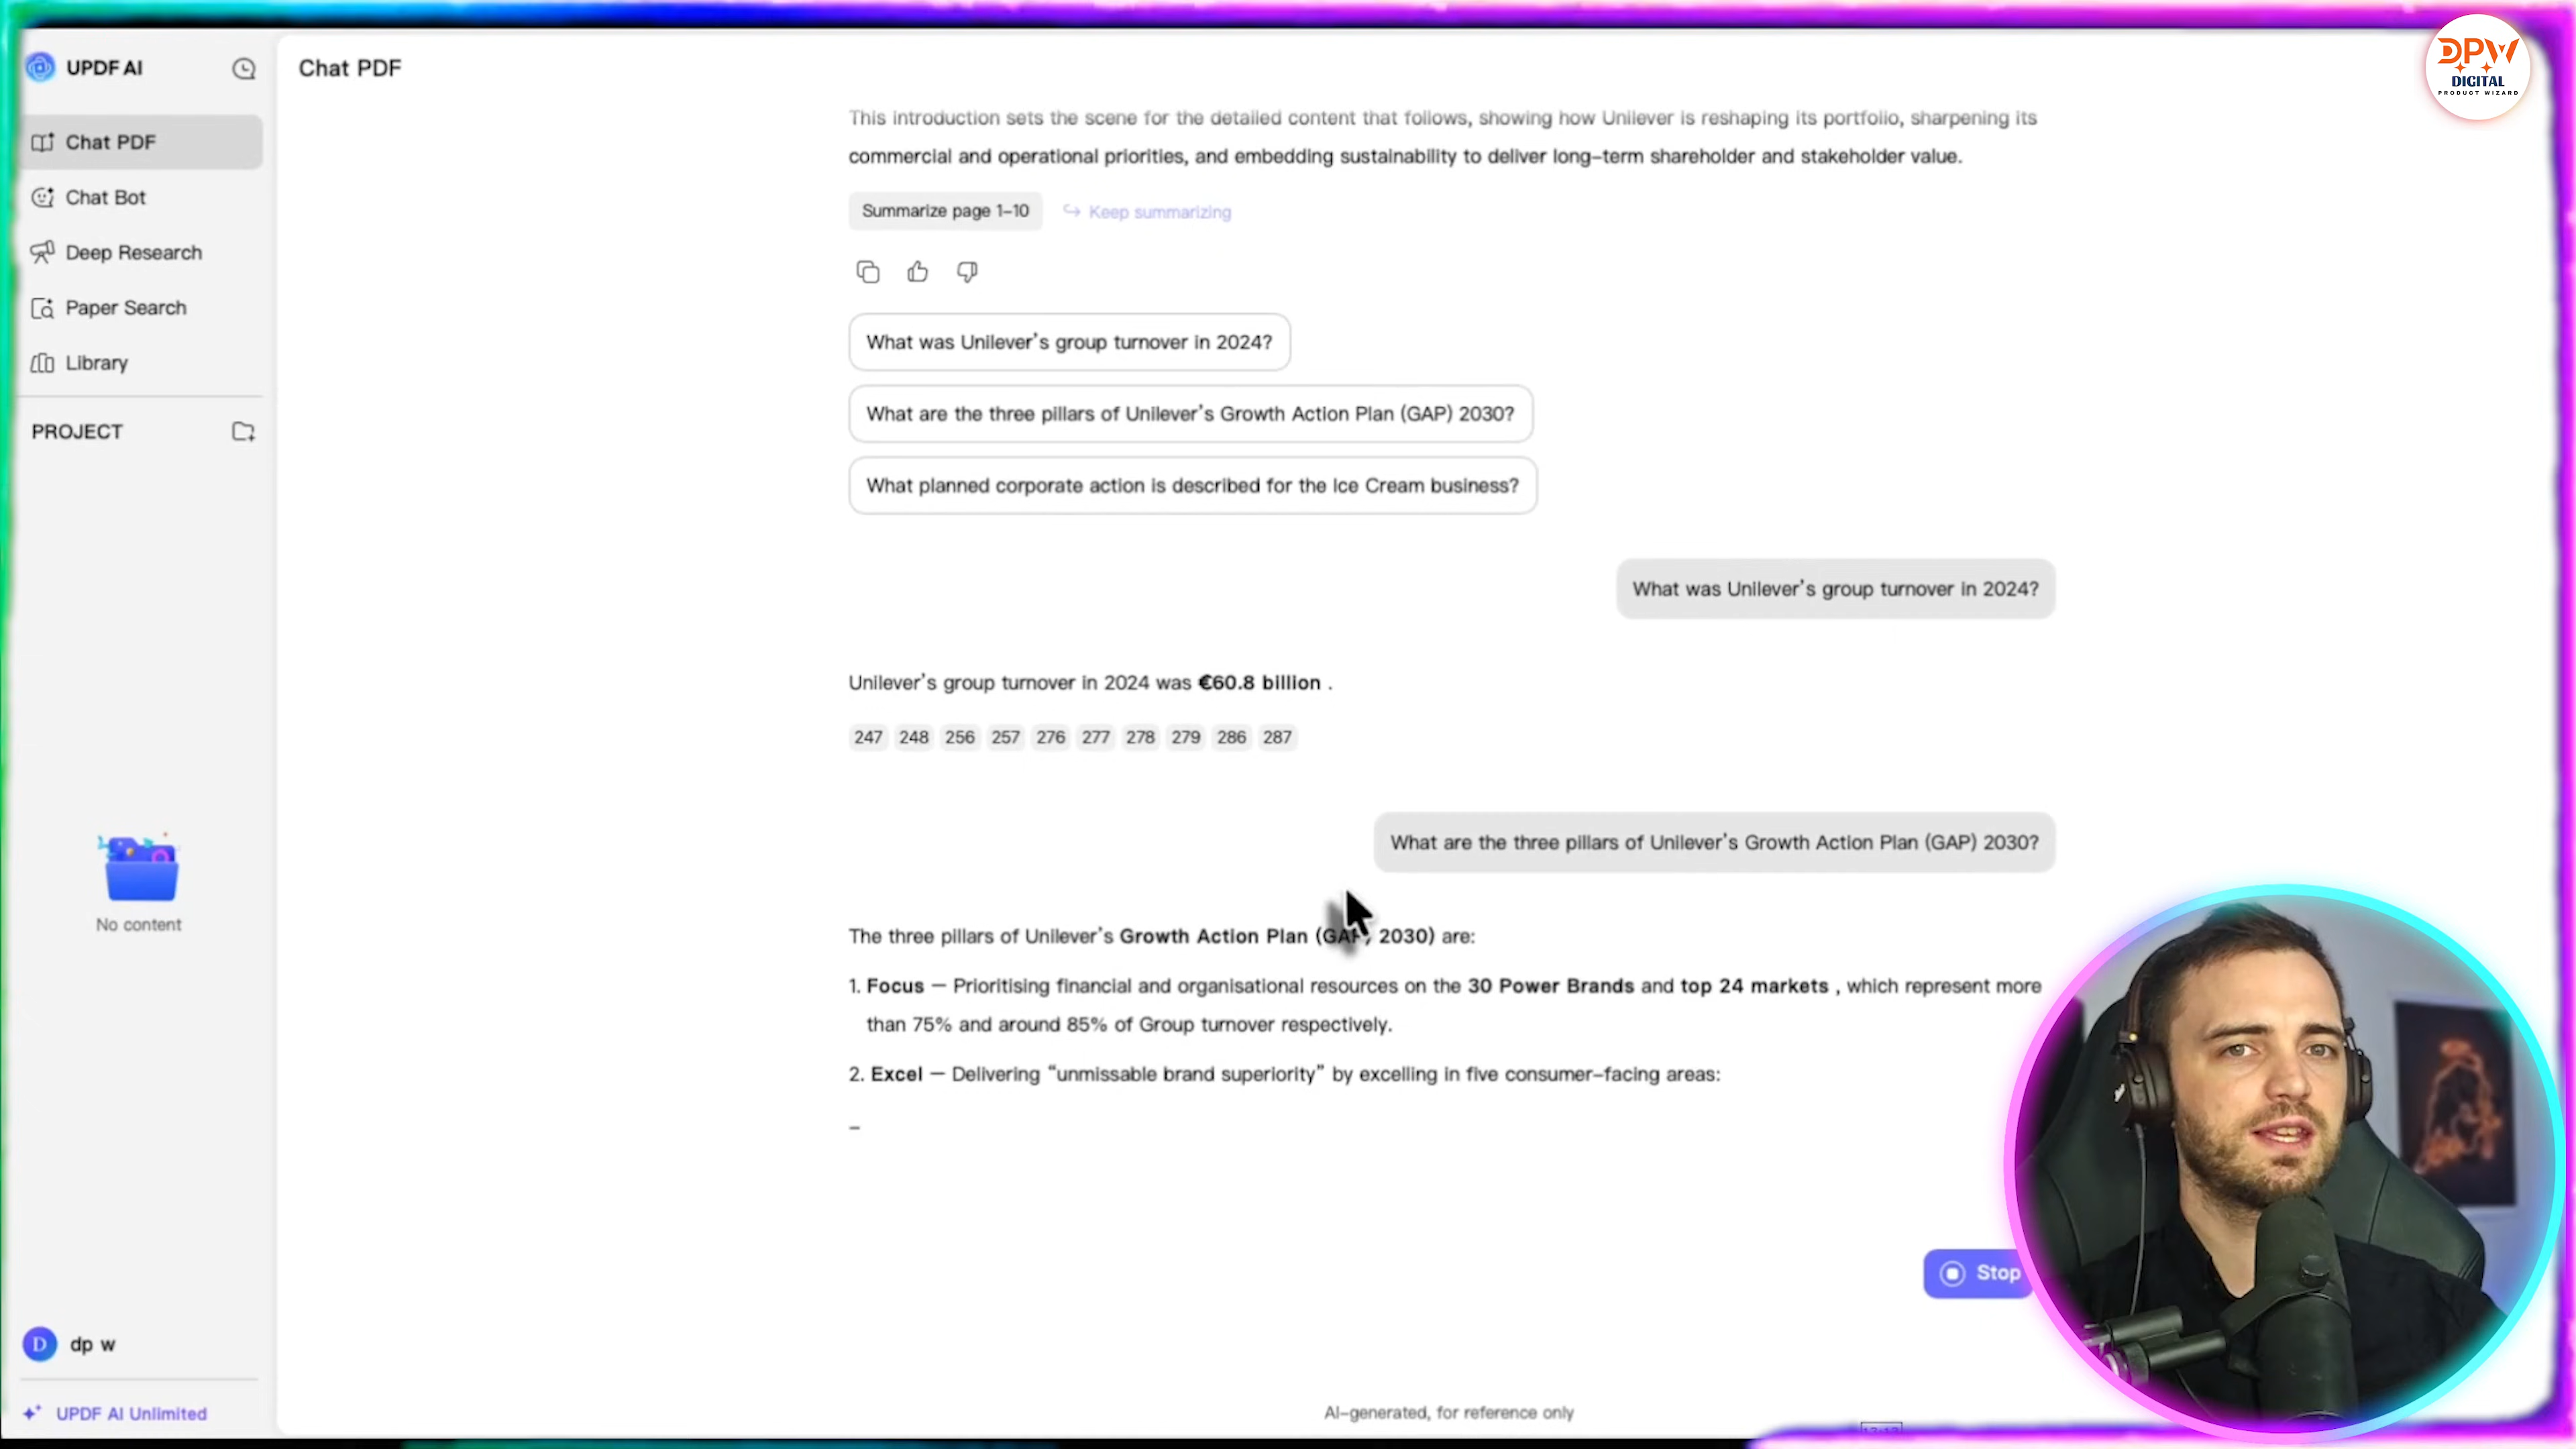 UPDF AI
Chat PDF
Chat Bot
Deep Research
Paper Search
Library
PROJECT
No content
D
dp w
UPDF AI Unlimited
Chat PDF
This introduction sets the scene for the detailed content that follows, showing how Unilever is reshaping its portfolio, sharpening its
commercial and operational priorities, and embedding sustainability to deliver long-term shareholder and stakeholder value.
Summarize page 1-10
Keep summarizing
What was Unilever's group turnover in 2024?
What are the three pillars of Unilever's Growth Action Plan (GAP) 2030?
What planned corporate action is described for the Ice Cream business?
What was Unilever's group turnover in 2024?
Unilever's group turnover in 2024 was €60.8 billion .
247 248 256 257 276 277 278 279 286 287
What are the three pillars of Unilever's Growth Action Plan (GAP) 2030?
The three pillars of Unilever's Growth Action Plan (GAP) 2030) are:
1. Focus — Prioritising financial and organisational resources on the 30 Power Brands and top 24 markets , which represent more
than 75% and around 85% of Group turnover respectively.
2. Excel — Delivering “unmissable brand superiority” by excelling in five consumer-facing areas:
–
Stop
AI-generated, for reference only
DPW
DIGITAL
PRODUCT WIZARD